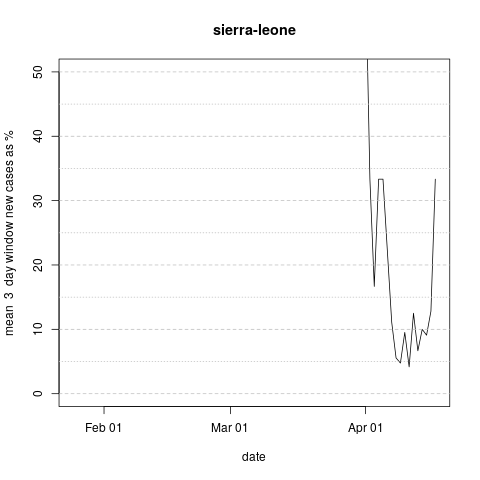 sierra-leone
mean 3 day window new cases as %
50
40
30
20
10
0
Feb 01
Mar 01
Apr 01
date